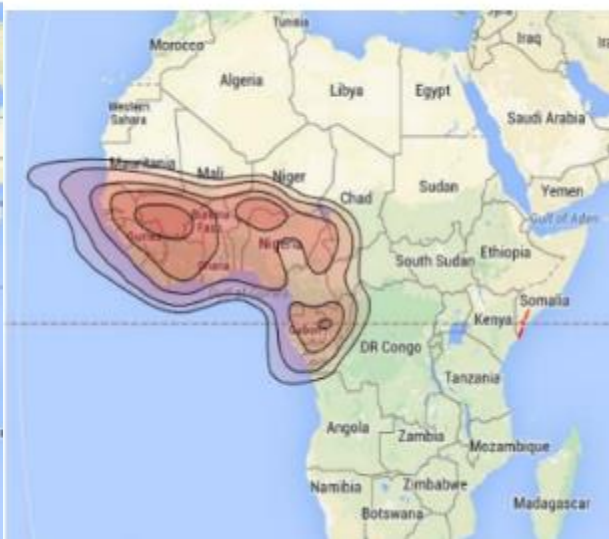 Tunisia
Morocco
Iraq
Algeria
Libya
Egypt
Western
Sahara
Saudi Arabia
Mauritania
Mali
Niger
Chad
Sudan
Yemen
Gulf of Aden
Burkina
Faso
Guinea
Nigeria
Ghana
South Sudan
Ethiopia
Somalia
Gabon
Kenya
DR Congo
Tanzania
Angola
Zambia
Mozambique
Namibia
Zimbabwe
Botswana
Madagascar